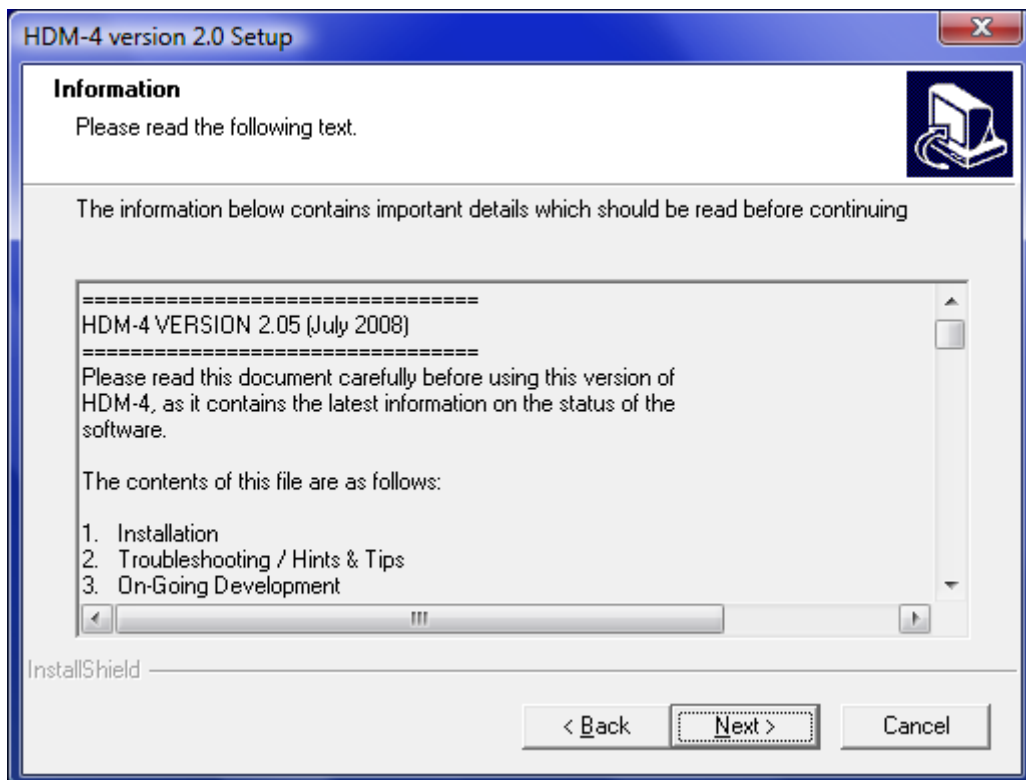 HDM-4 version 2.0 Setup
Information
Please read the following text.
The information below contains important details which should be read before continuing
=================================
HDM-4 VERSION 2.05 (July 2008)
=================================
Please read this document carefully before using this version of
HDM-4, as it contains the latest information on the status of the
software.
The contents of this file are as follows:
1. Installation
2. Troubleshooting / Hints & Tips
3. On-Going Development
InstallShield
< Back
Next >
Cancel